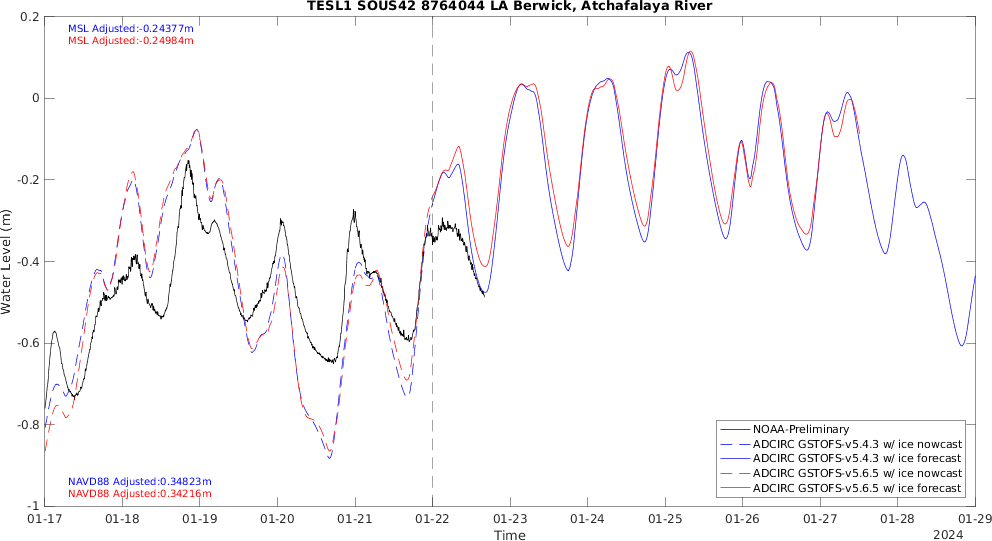 TESL1 SOUS42 8764044 LA Berwick, Atchafalaya River
MSL Adjusted:-0.24377m
MSL Adjusted:-0.24984m
0.2
0
-0.2
-0.4
-0.6
-0.8
-1
Water Level (m)
NAVD88 Adjusted:0.34823m
NAVD88 Adjusted:0.34216m
NOAA-Preliminary
ADCIRC GSTOFS-v5.4.3 w/ ice nowcast
ADCIRC GSTOFS-v5.4.3 w/ ice forecast
ADCIRC GSTOFS-v5.6.5 w/ ice nowcast
ADCIRC GSTOFS-v5.6.5 w/ ice forecast
01-17 01-18 01-19 01-20 01-21 01-22 01-23 01-24 01-25 01-26 01-27 01-28 01-29
Time
2024